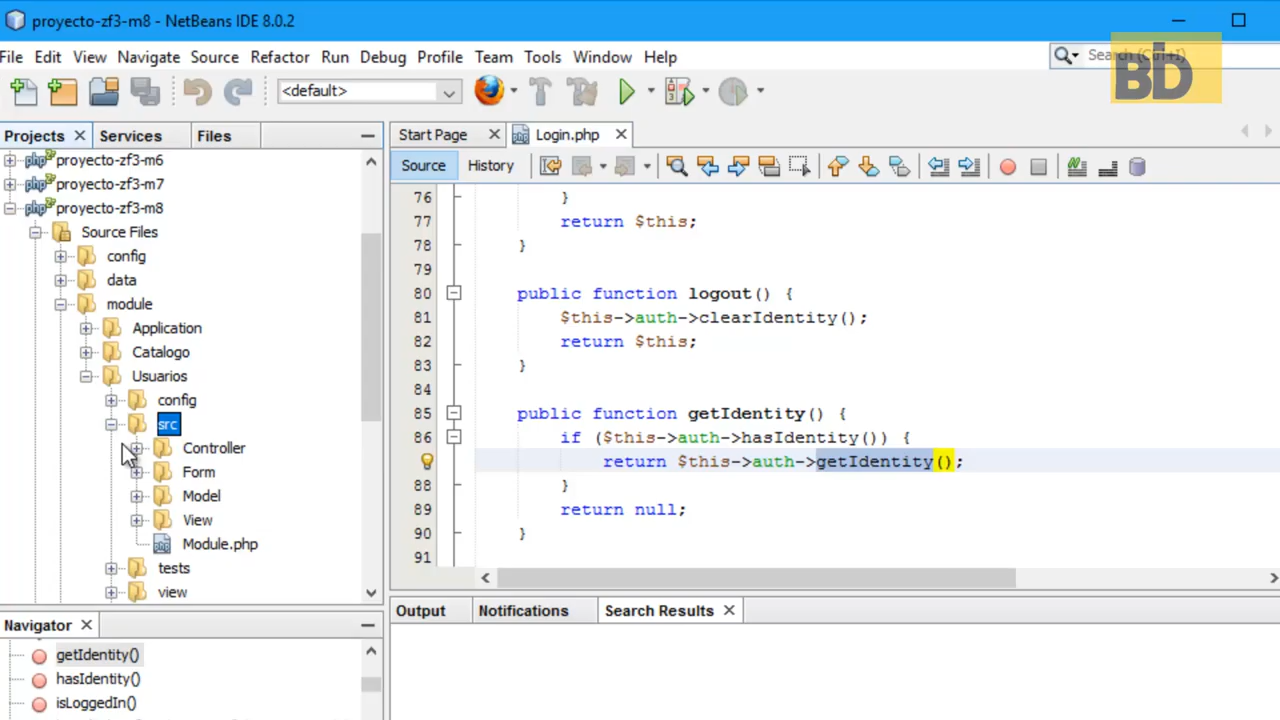 proyecto-zf3-m8 - NetBeans IDE 8.0.2
File Edit View Navigate Source Refactor Run Debug Profile Team Tools Window Help
Search (Ctrl+I)
BD
<default>
Projects Services Files
Start Page Login.php
Source History
proyecto-zf3-m6
proyecto-zf3-m7
proyecto-zf3-m8
Source Files
config
data
module
Application
Catalogo
Usuarios
config
src
Controller
Form
Model
View
Module.php
tests
view
76 }
77 return $this;
78 }
79
80 public function logout() {
81 $this->auth->clearIdentity();
82 return $this;
83 }
84
85 public function getIdentity() {
86 if ($this->auth->hasIdentity()) {
return $this->auth->getIdentity();
88 }
89 return null;
90 }
91
Output Notifications Search Results
Navigator
getIdentity()
hasIdentity()
isLoggedIn()